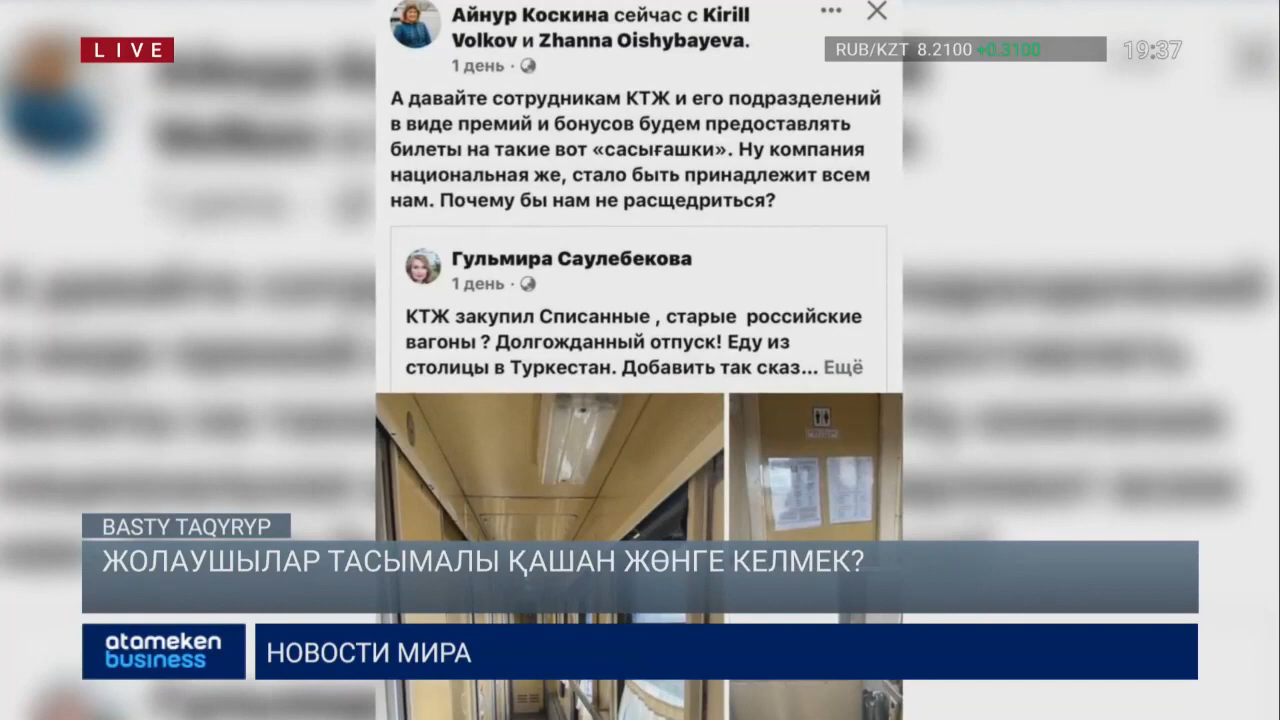 Айнур Коскина сейчас с Kirill
Volkov и Zhanna Oishybayeva.
1 день ·
LIVE
RUB/KZT 8.2100 +0.3100
19:37
А давайте сотрудникам КТЖ и его подразделений
в виде премий и бонусов будем предоставлять
билеты на такие вот «сасығашки». Ну компания
национальная же, стало быть принадлежит всем
нам. Почему бы нам не расщедриться?
Гульмира Саулебекова
1 день ·
КТЖ закупил Списанные , старые российские
вагоны ? Долгожданный отпуск! Еду из
столицы в Туркестан. Добавить так сказ... Ещё
BASTY TAQYRYP
ЖОЛАУШЫЛАР ТАСЫМАЛЫ ҚАШАН ЖӨНГЕ КЕЛМЕК?
atameken
business
НОВОСТИ МИРА